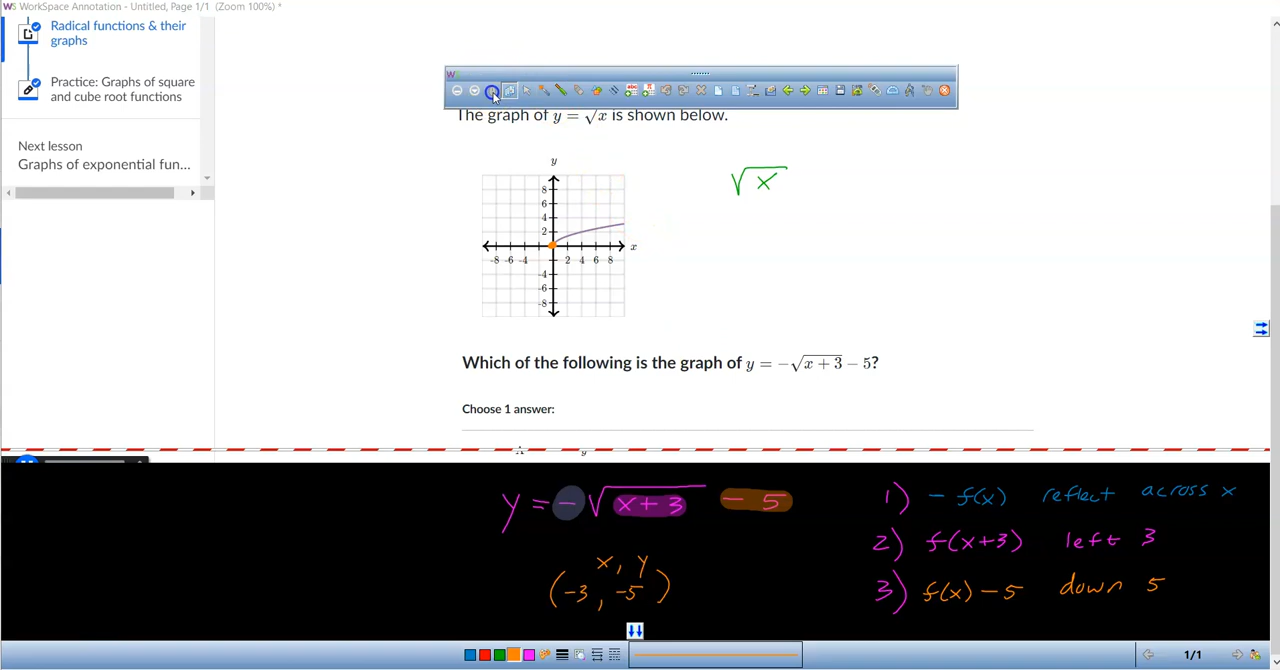 WS WorkSpace Annotation - Untitled, Page 1/1 (Zoom 100%) *
Radical functions & their
graphs
Practice: Graphs of square
and cube root functions
Next lesson
Graphs of exponential fun...
The graph of y = √x is shown below.
y
8
6
4
2
x
-8 -6 -4 2 4 6 8
-4
-6
-8
√x
Which of the following is the graph of y = −√(x + 3) − 5?
Choose 1 answer:
y = −√(x + 3) − 5
x, y
(−3, −5)
1) − f(x) reflect across x
2) f(x+3) left 3
3) f(x) − 5 down 5
1/1